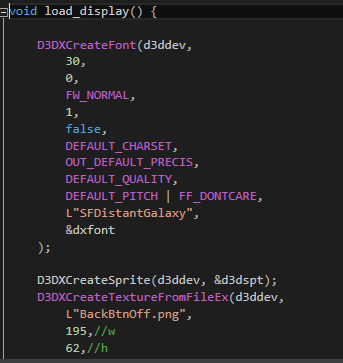 void load_display() {
D3DXCreateFont(d3ddev,
30,
0,
FW_NORMAL,
1,
false,
DEFAULT_CHARSET,
OUT_DEFAULT_PRECIS,
DEFAULT_QUALITY,
DEFAULT_PITCH | FF_DONTCARE,
L"SFDistantGalaxy",
&dxfont
);
D3DXCreateSprite(d3ddev, &d3dspt);
D3DXCreateTextureFromFileEx(d3ddev,
L"BackBtnOff.png",
195,//w
62,//h